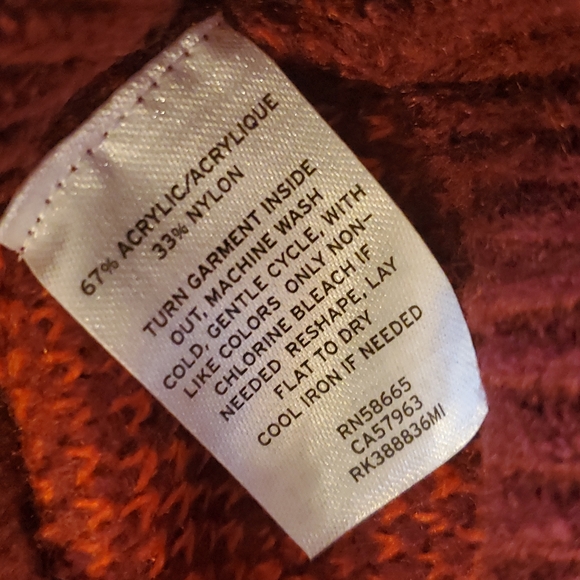 67% ACRYLIC/ACRYLIQUE
33% NYLON
TURN GARMENT INSIDE
OUT, MACHINE WASH
COLD, GENTLE CYCLE, WITH
LIKE COLORS ONLY NON-
CHLORINE BLEACH IF
NEEDED RESHAPE, LAY
FLAT TO DRY
COOL IRON IF NEEDED
RN58665
CA57963
RK388836MI